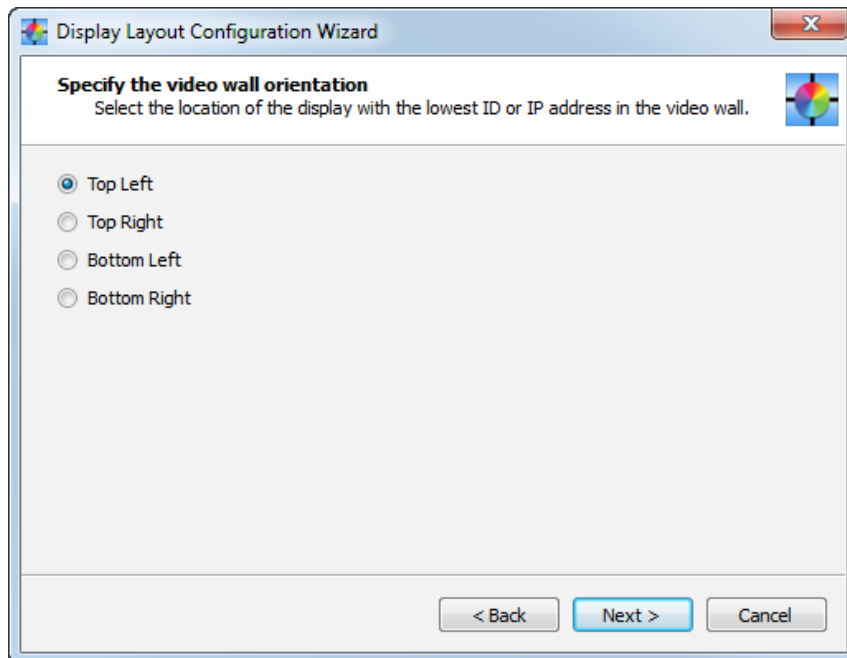 Display Layout Configuration Wizard
Specify the video wall orientation
Select the location of the display with the lowest ID or IP address in the video wall.
Top Left
Top Right
Bottom Left
Bottom Right
< Back Next > Cancel